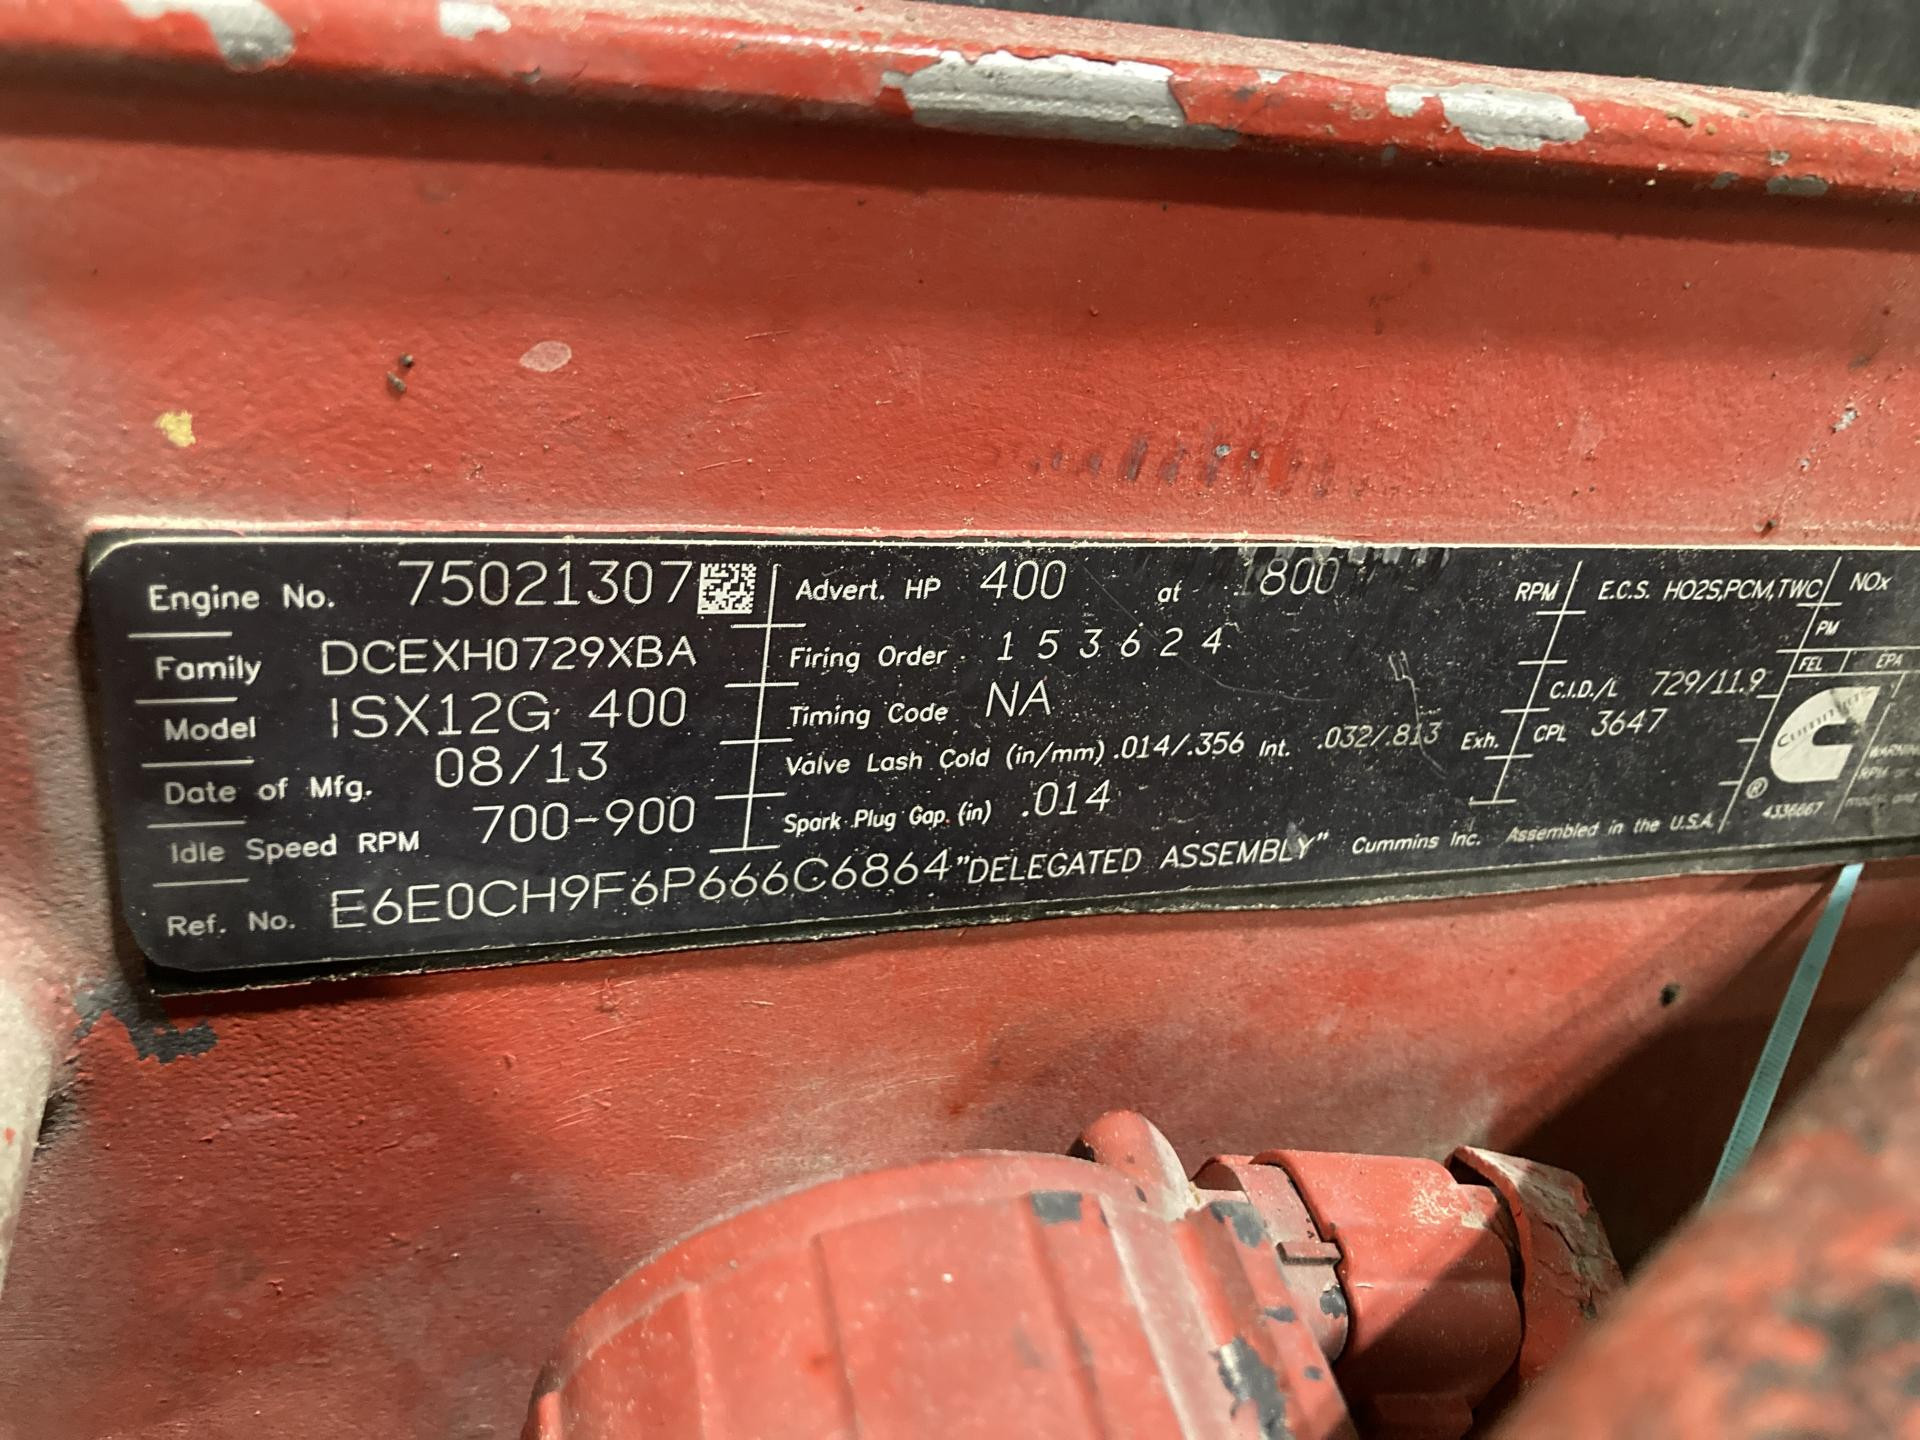 Engine No. 75021307
Family DCEXH0729XBA
Model ISX12G 400
Date of Mfg. 08/13
Idle Speed RPM 700-900
Ref. No. E6E0CH9F6P666C6864 "DELEGATED ASSEMBLY" Cummins Inc. Assembled in the U.S.A.
Advert. HP 400 at 1800 RPM
Firing Order 1 5 3 6 2 4
Timing Code NA
Valve Lash Cold (in/mm) .014/.356 Int. .032/.813 Exh.
Spark Plug Gap. (in) .014
E.C.S. HO2S,PCM,TWC
C.I.D./L 729/11.9
CPL 3647
NOx
PM
FEL EPA
Cummins
®
4336667